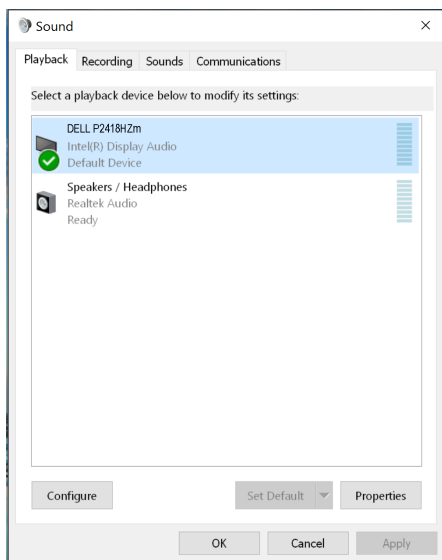 Sound
Playback Recording Sounds Communications
Select a playback device below to modify its settings:
DELL P2418HZm
Intel(R) Display Audio
Default Device
Speakers / Headphones
Realtek Audio
Ready
Configure Set Default Properties
OK Cancel Apply